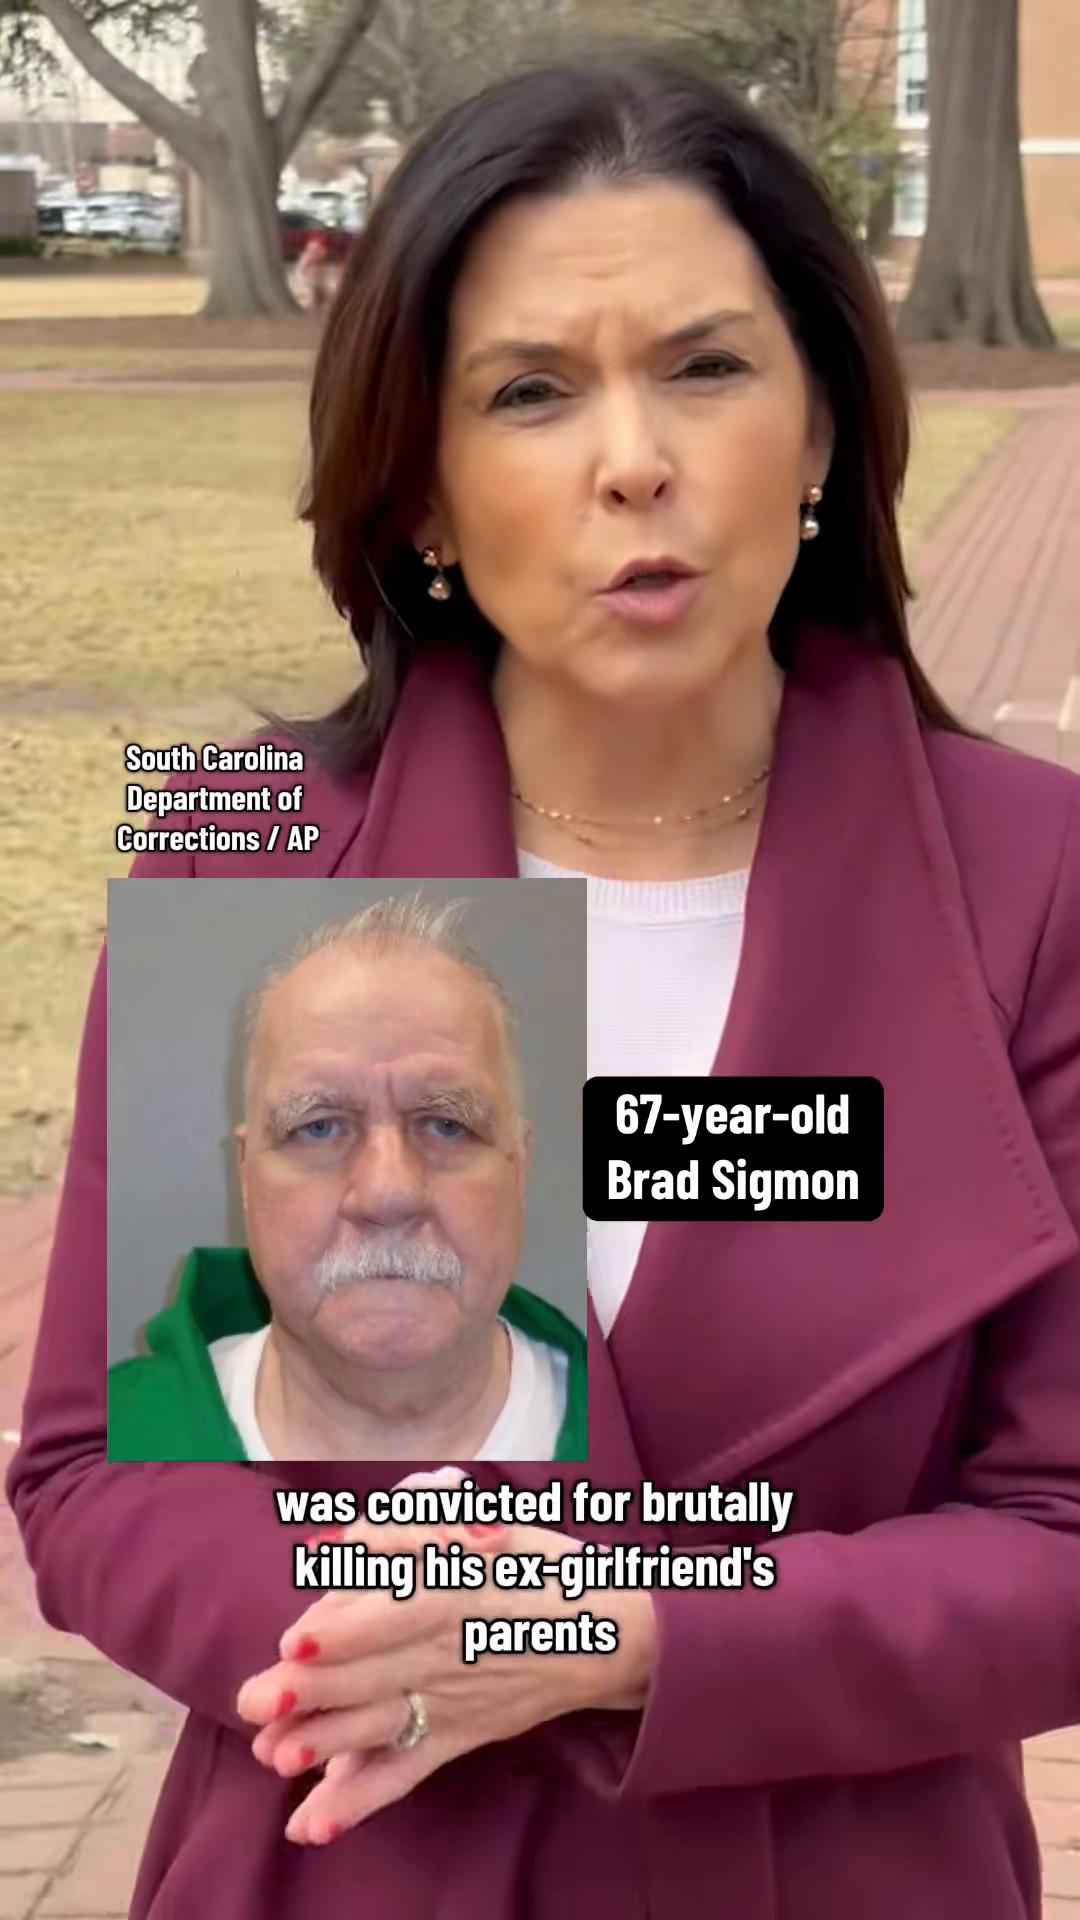 South Carolina
Department of
Corrections / AP
67-year-old
Brad Sigmon
was convicted for brutally
killing his ex-girlfriend's
parents